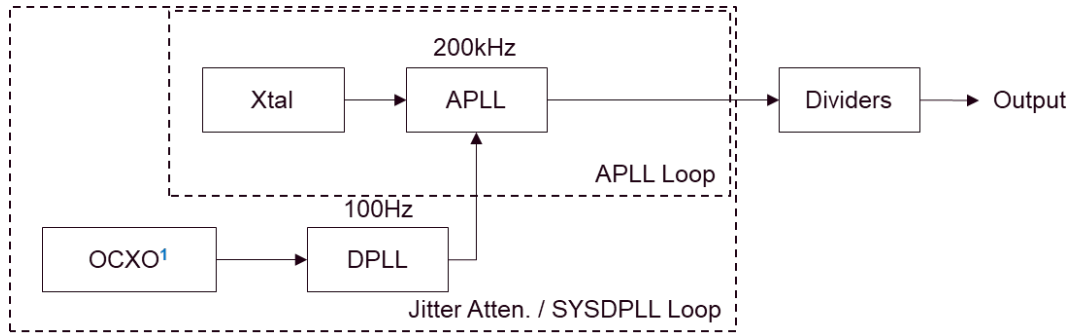 200kHz
Xtal
APLL
Dividers
Output
APLL Loop
100Hz
OCXO¹
DPLL
Jitter Atten. / SYSDPLL Loop